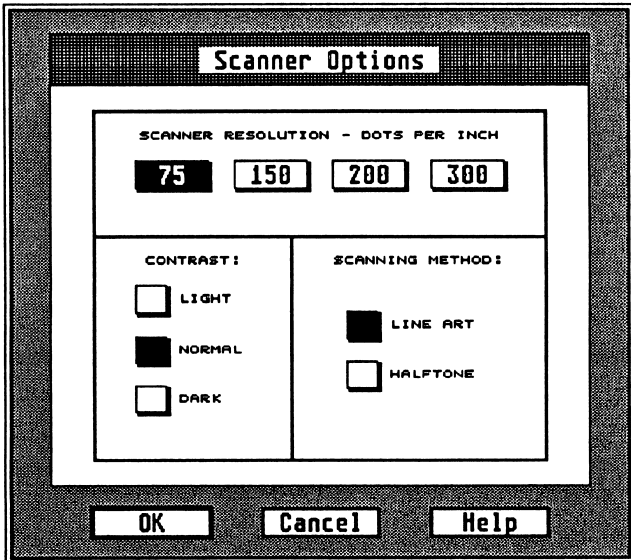 Scanner Options
SCANNER RESOLUTION - DOTS PER INCH
75 150 200 300
CONTRAST:
LIGHT
NORMAL
DARK
SCANNING METHOD:
LINE ART
HALFTONE
OK Cancel Help